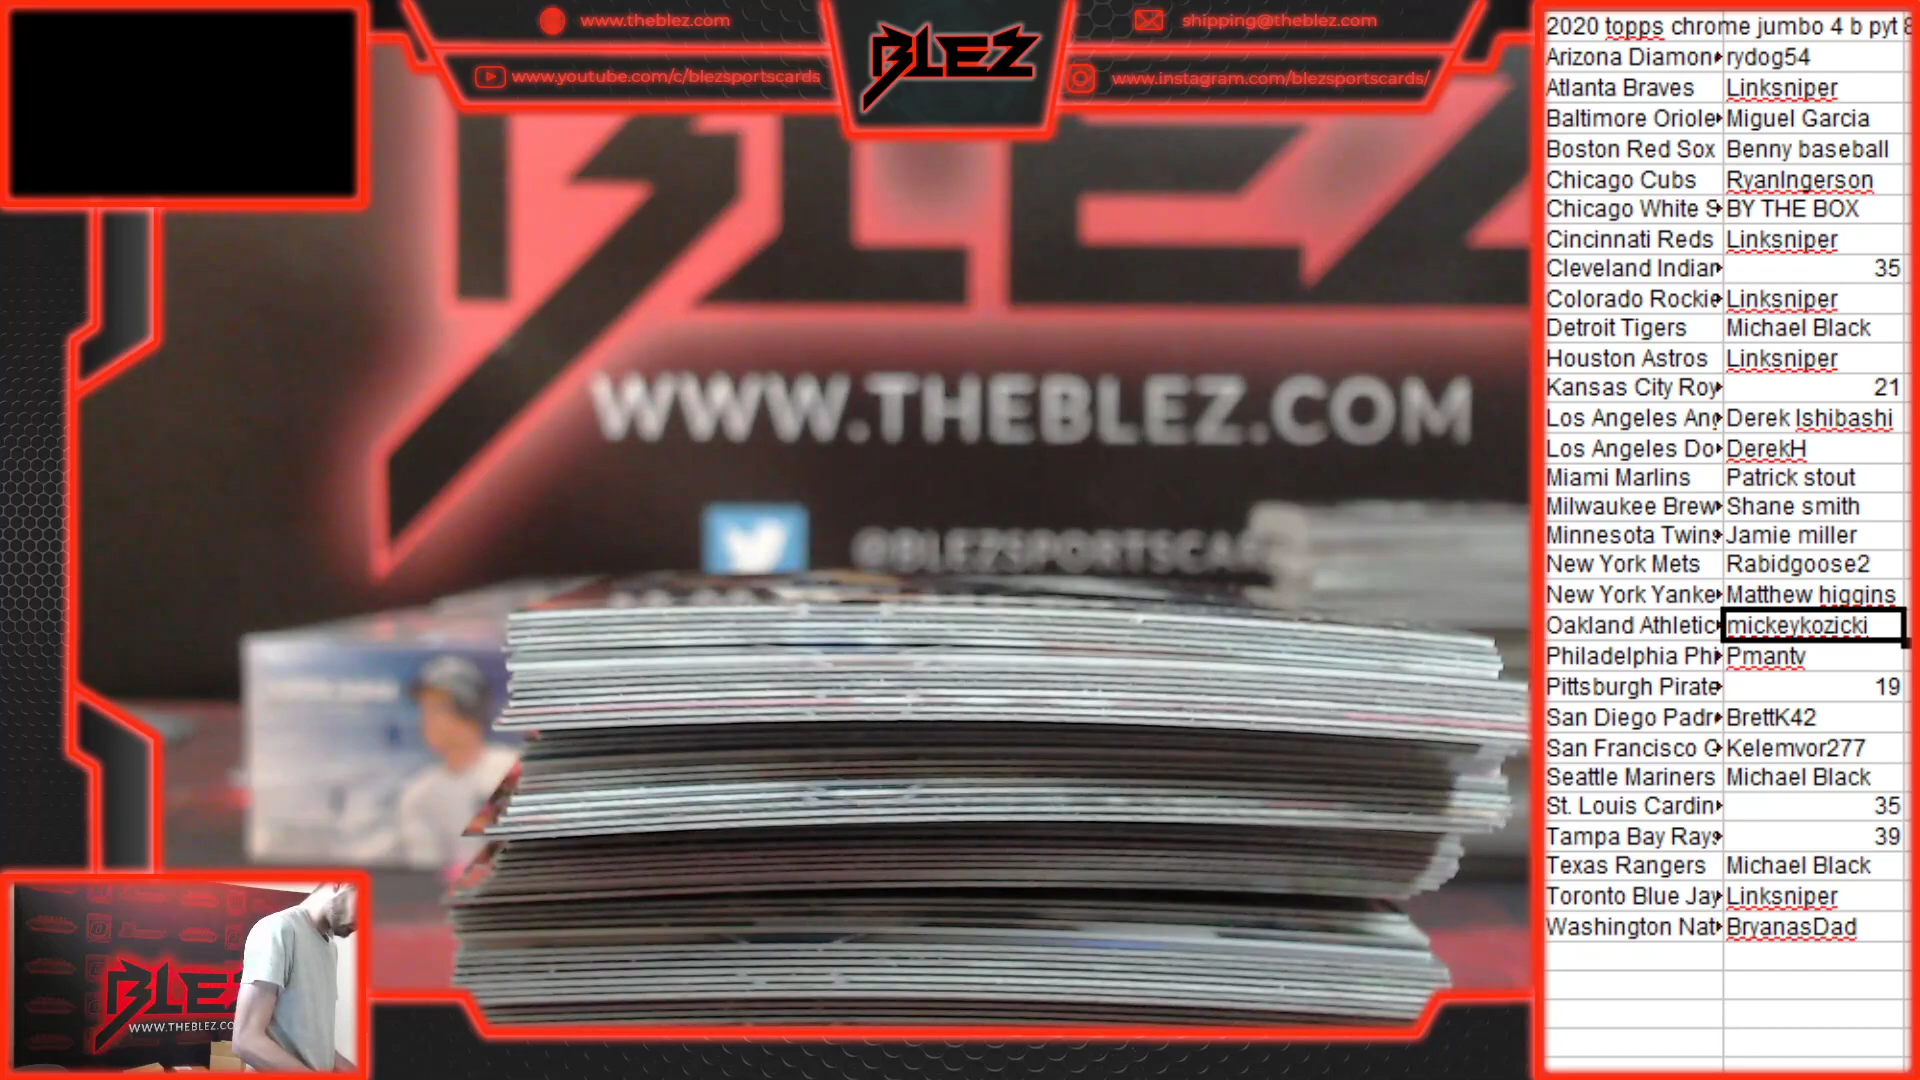 www.theblez.com
www.youtube.com/c/blezsportscards
BLEZ
shipping@theblez.com
www.instagram.com/blezsportscards/
BLEZ
WWW.THEBLEZ.COM
@BLEZSPORTSCAR
BLEZ
WWW.THEBLEZ.CO
2020 topps chrome jumbo 4 b pyt 8
Arizona Diamon rydog54
Atlanta Braves Linksniper
Baltimore Oriole Miguel Garcia
Boston Red Sox Benny baseball
Chicago Cubs RyanIngerson
Chicago White S BY THE BOX
Cincinnati Reds Linksniper
Cleveland Indian 35
Colorado Rockie Linksniper
Detroit Tigers Michael Black
Houston Astros Linksniper
Kansas City Roy 21
Los Angeles Ang Derek Ishibashi
Los Angeles Do DerekH
Miami Marlins Patrick stout
Milwaukee Brew Shane smith
Minnesota Twins Jamie miller
New York Mets Rabidgoose2
New York Yanke Matthew higgins
Oakland Athletic mickeykozicki
Philadelphia Phi Pmantv
Pittsburgh Pirate 19
San Diego Padr BrettK42
San Francisco G Kelemvor277
Seattle Mariners Michael Black
St. Louis Cardin 35
Tampa Bay Rays 39
Texas Rangers Michael Black
Toronto Blue Jay Linksniper
Washington Nat BryanasDad